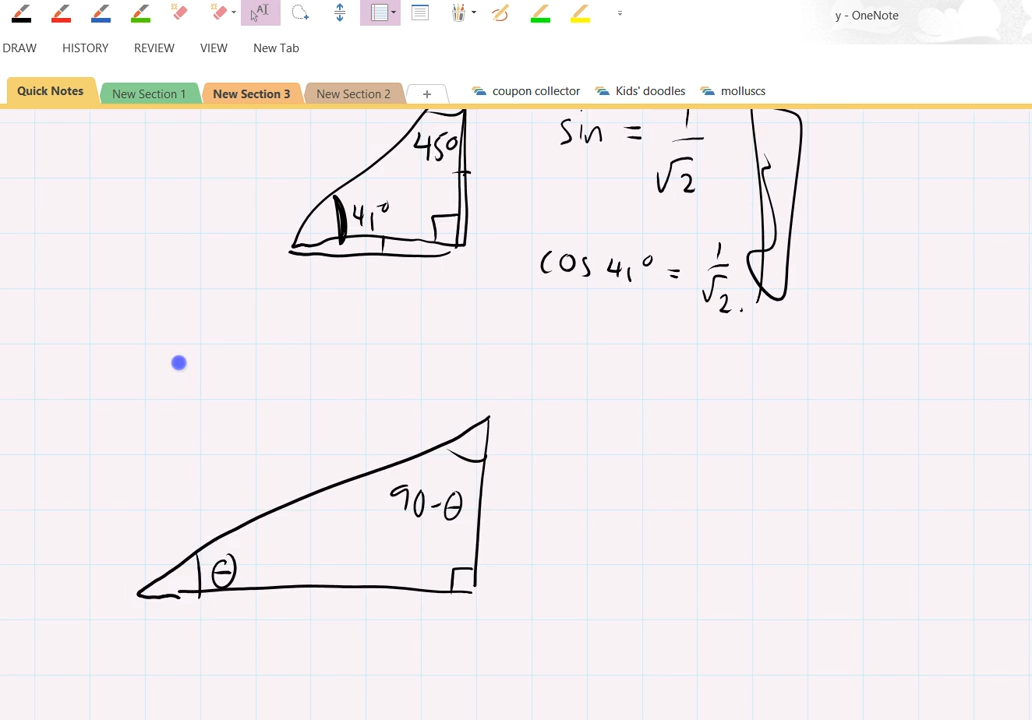 y - OneNote
DRAW HISTORY REVIEW VIEW New Tab
Quick Notes New Section 1 New Section 3 New Section 2 + coupon collector Kids' doodles molluscs
45°
41°
sin = 1/√2
cos 41° = 1/√2.
90-θ
θ